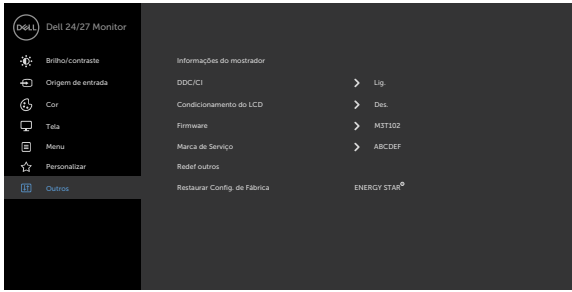 DELL Dell 24/27 Monitor
Brilho/contraste
Origem de entrada
Cor
Tela
Menu
Personalizar
Outros
Informações do mostrador
DDC/CI Lig.
Condicionamento do LCD Des.
Firmware M3T102
Marca de Serviço ABCDEF
Redef outros
Restaurar Config. de Fábrica ENERGY STAR®